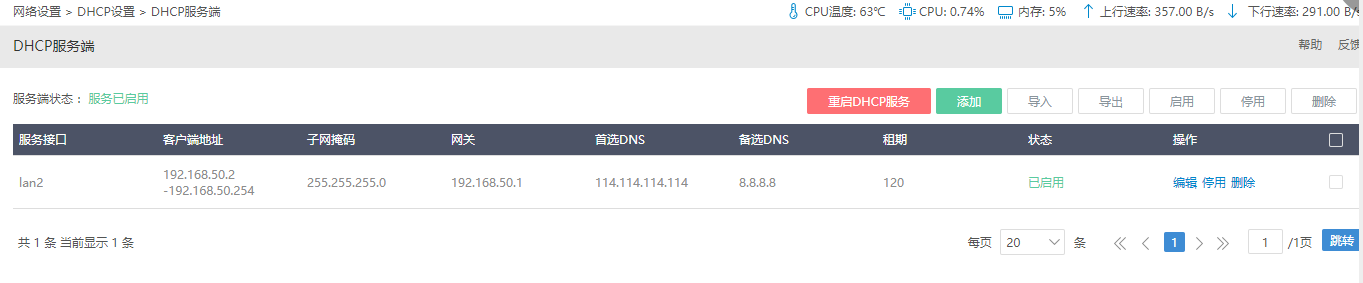 网络设置 > DHCP设置 > DHCP服务端 CPU温度: 63℃ CPU: 0.74% 内存: 5% 上行速率: 357.00 B/s 下行速率: 291.00 B/s
DHCP服务端 帮助 反馈
服务端状态： 服务已启用 重启DHCP服务 添加 导入 导出 启用 停用 删除
服务接口 客户端地址 子网掩码 网关 首选DNS 备选DNS 租期 状态 操作
lan2 192.168.50.2 255.255.255.0 192.168.50.1 114.114.114.114 8.8.8.8 120 已启用 编辑 停用 删除
-192.168.50.254
共 1 条 当前显示 1 条 每页 20 条 1 1 /1页 跳转